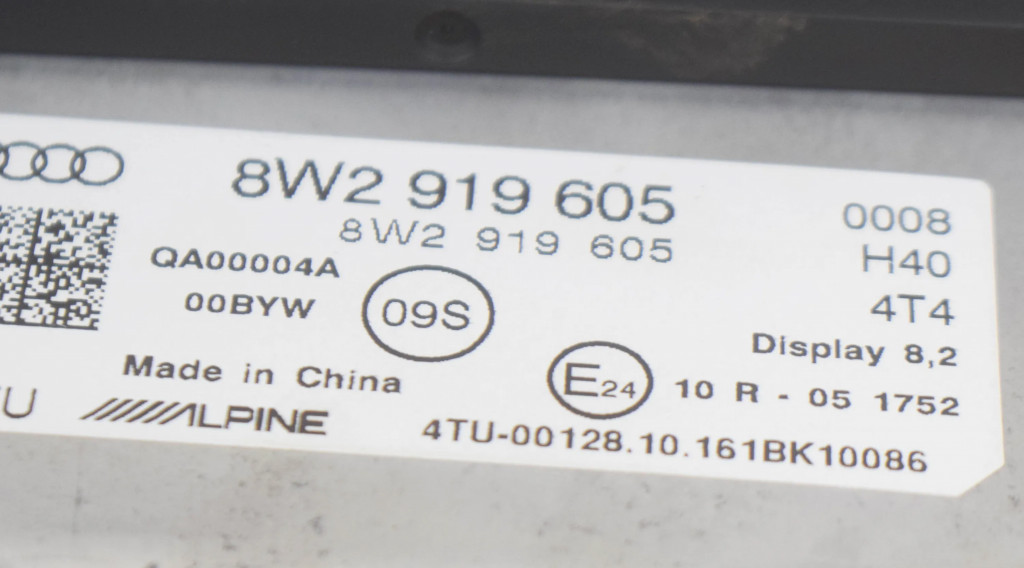 8W2 919 605
0008
8W2 919 605
H40
QA00004A
00BYW
09S
4T4
Display 8,2
Made in China
E24
10 R - 05 1752
ALPINE
4TU-00128.10.161BK10086